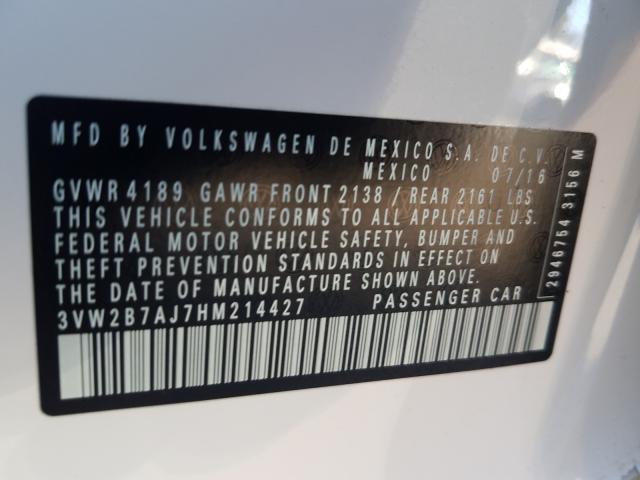 MFD BY VOLKSWAGEN DE MEXICO S.A. DE C.V.
MEXICO 07/16
GVWR 4189 GAWR FRONT 2138 / REAR 2161 LBS
THIS VEHICLE CONFORMS TO ALL APPLICABLE U.S.
FEDERAL MOTOR VEHICLE SAFETY, BUMPER AND
THEFT PREVENTION STANDARDS IN EFFECT ON
THE DATE OF MANUFACTURE SHOWN ABOVE.
3VW2B7AJ7HM214427 PASSENGER CAR
2946754 3156 M